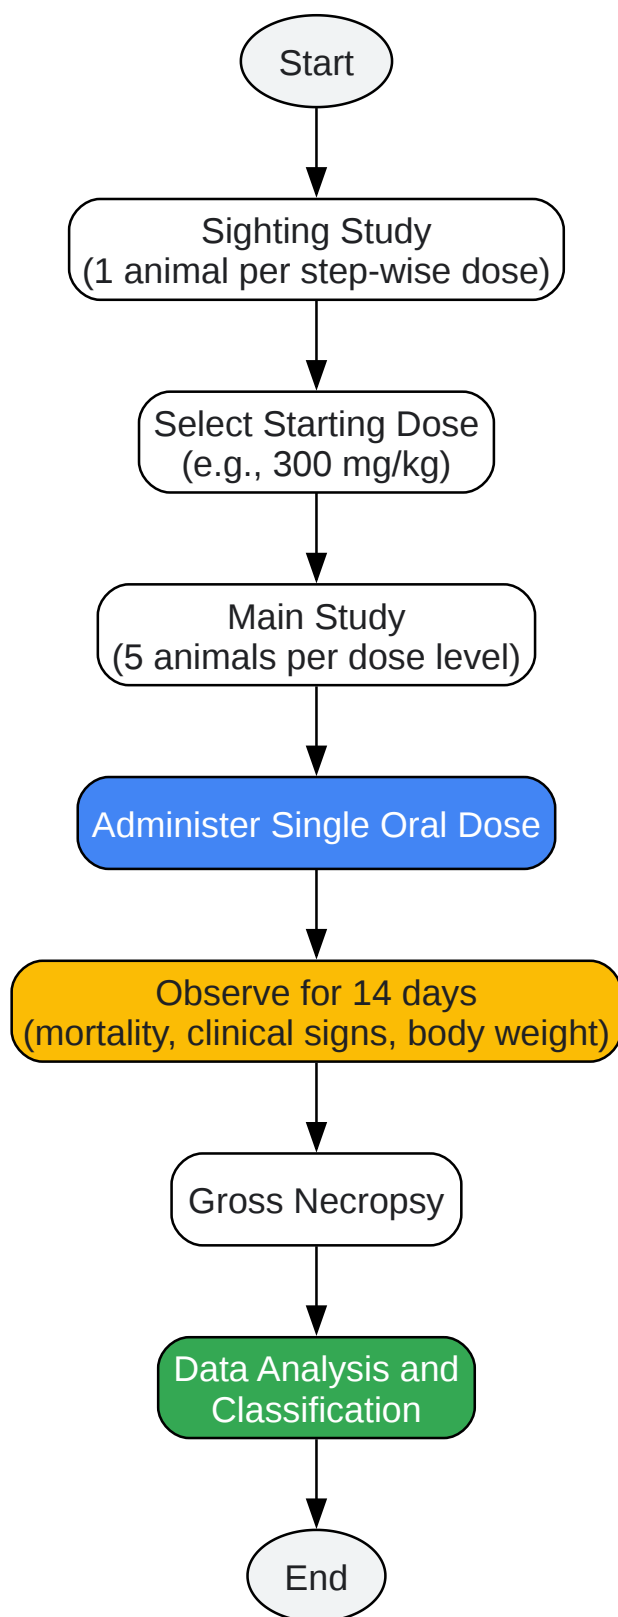 Start
Sighting Study
(1 animal per step-wise dose)
Select Starting Dose
(e.g., 300 mg/kg)
Main Study
(5 animals per dose level)
Administer Single Oral Dose
Observe for 14 days
(mortality, clinical signs, body weight)
Gross Necropsy
Data Analysis and
Classification
End